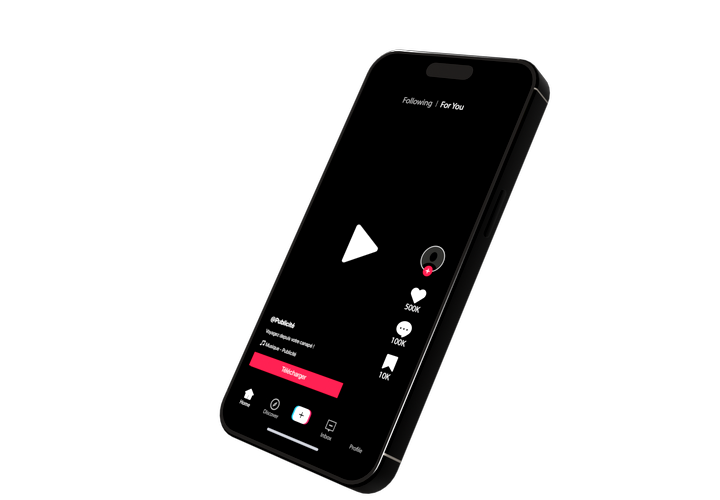 Following | For You
500K
100K
10K
@Publicité
Voyagez depuis votre canapé !
Musique - Publicité
Télécharger
Home
Discover
Inbox
Profile